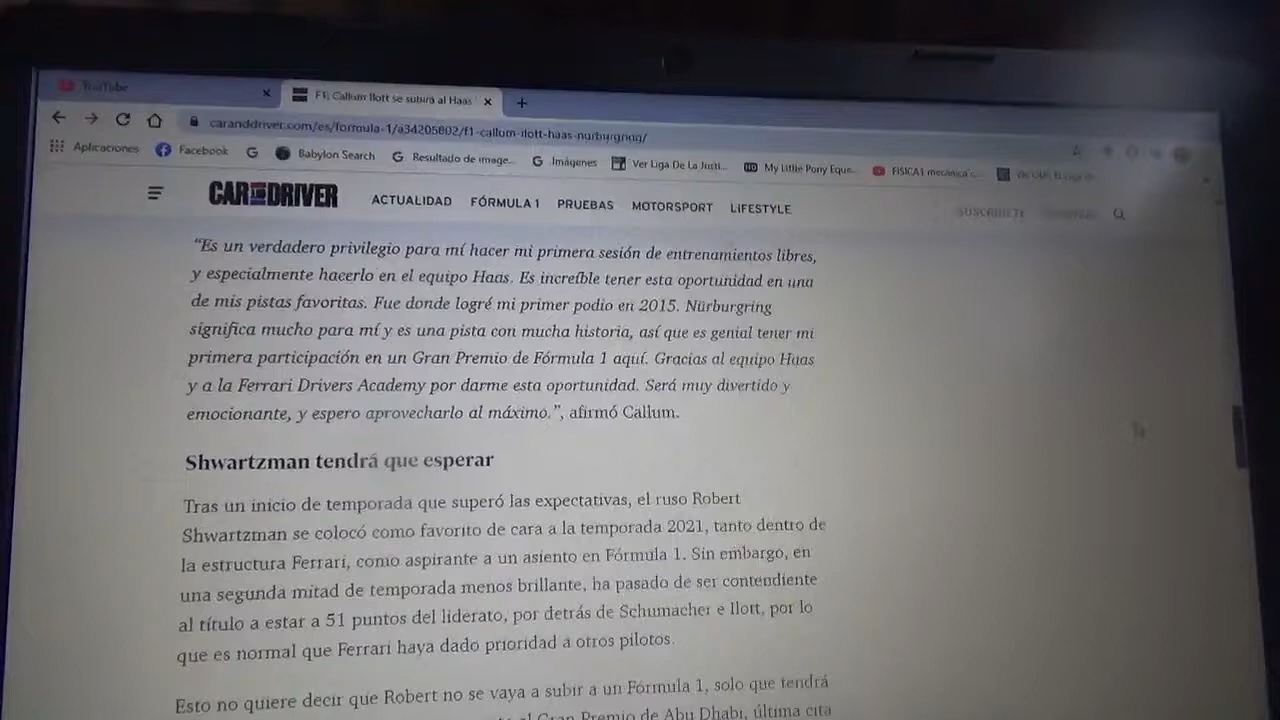 YouTube
F1, Callum Ilott se subirá al Haas
caranddriver.com/es/formula-1/a34205802/f1-callum-ilott-haas-nurburgring/
Aplicaciones Facebook Babylon Search Resultado de image... Imágenes Ver Liga De La Justi... My Little Pony Eque... FISICA I mecanica c...
CAR AND DRIVER ACTUALIDAD FÓRMULA 1 PRUEBAS MOTORSPORT LIFESTYLE SUSCRÍBETE
“Es un verdadero privilegio para mí hacer mi primera sesión de entrenamientos libres,
y especialmente hacerlo en el equipo Haas. Es increíble tener esta oportunidad en una
de mis pistas favoritas. Fue donde logré mi primer podio en 2015. Nürburgring
significa mucho para mí y es una pista con mucha historia, así que es genial tener mi
primera participación en un Gran Premio de Fórmula 1 aquí. Gracias al equipo Haas
y a la Ferrari Drivers Academy por darme esta oportunidad. Será muy divertido y
emocionante, y espero aprovecharlo al máximo.”, afirmó Callum.
Shwartzman tendrá que esperar
Tras un inicio de temporada que superó las expectativas, el ruso Robert
Shwartzman se colocó como favorito de cara a la temporada 2021, tanto dentro de
la estructura Ferrari, como aspirante a un asiento en Fórmula 1. Sin embargo, en
una segunda mitad de temporada menos brillante, ha pasado de ser contendiente
al título a estar a 51 puntos del liderato, por detrás de Schumacher e Ilott, por lo
que es normal que Ferrari haya dado prioridad a otros pilotos.
Esto no quiere decir que Robert no se vaya a subir a un Fórmula 1, solo que tendrá
el Gran Premio de Abu Dhabi, última cita